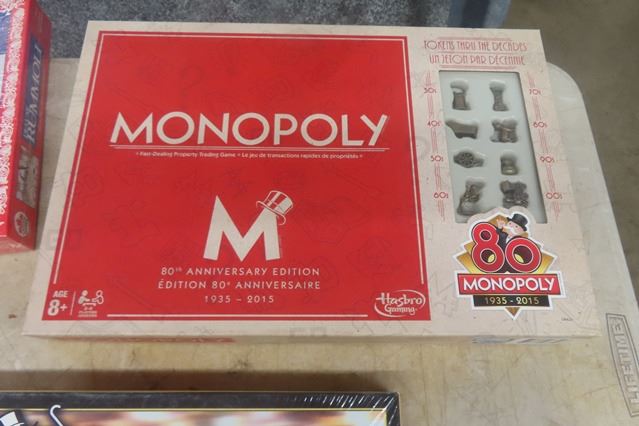 TOKENS THRU THE DECADES
UN JETON PAR DÉCENNIE
30s 70s
40s 80s
50s 90s
60s 00s
MONOPOLY
• Fast-Dealing Property Trading Game • Le jeu de transactions rapides de propriétés •
M
80TH ANNIVERSARY EDITION
ÉDITION 80e ANNIVERSAIRE
1935 - 2015
AGE
8+
Hasbro
Gaming
80
MONOPOLY
1935 - 2015
RUMMOLI
LIFETIME